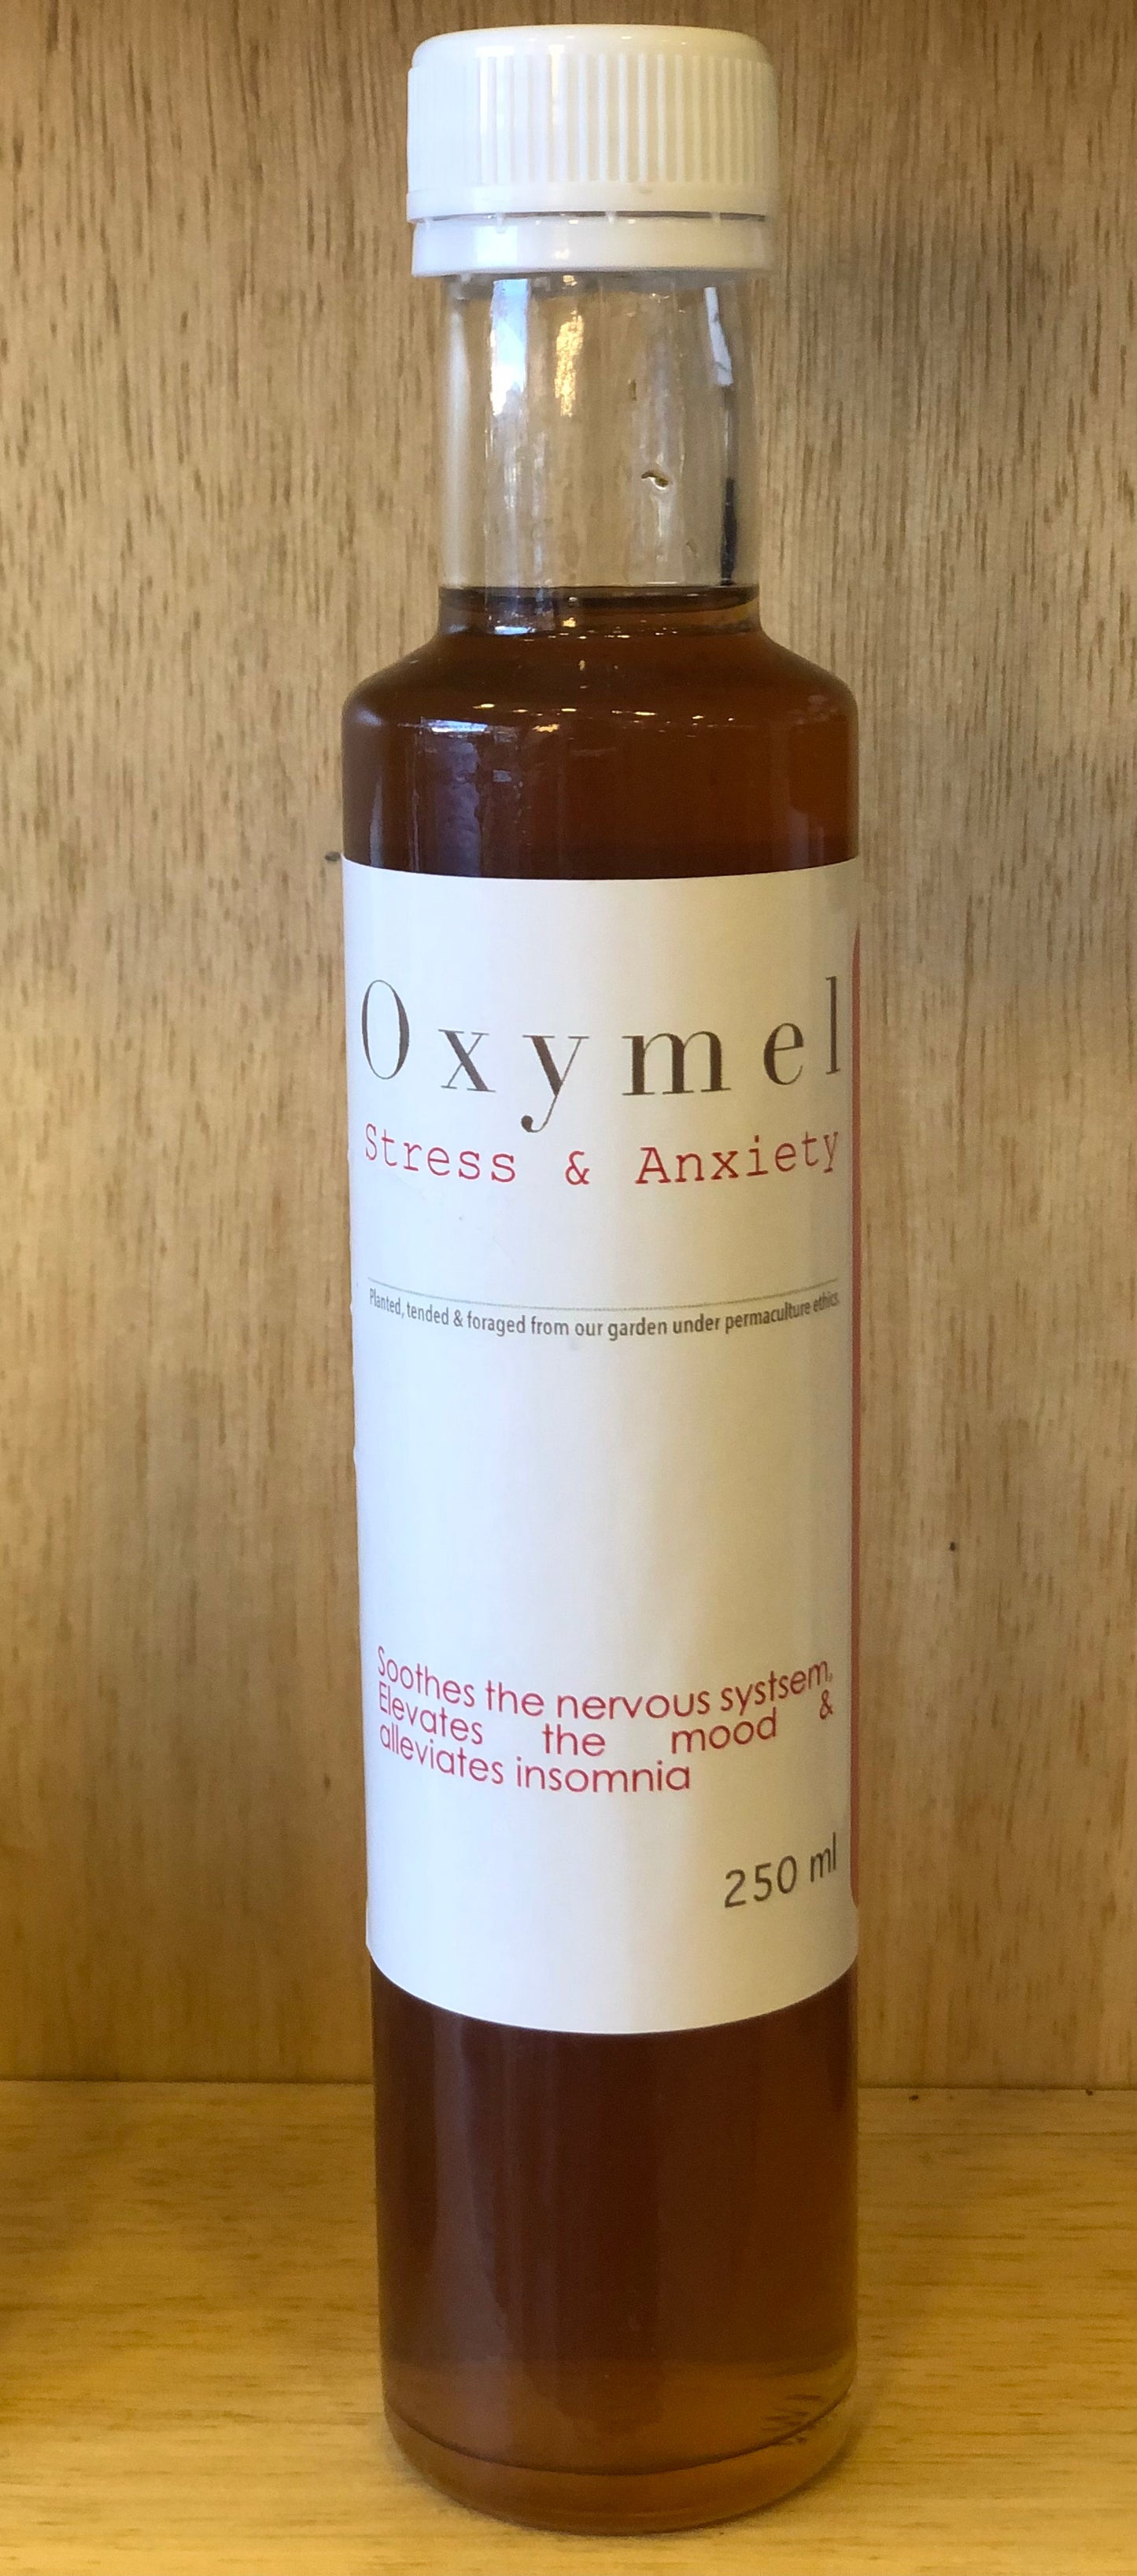 Oxymel
Stress & Anxiety
Planted, tended & foraged from our garden under permaculture ethics.
Soothes the nervous systsem,
Elevates the mood &
alleviates insomnia
250 ml